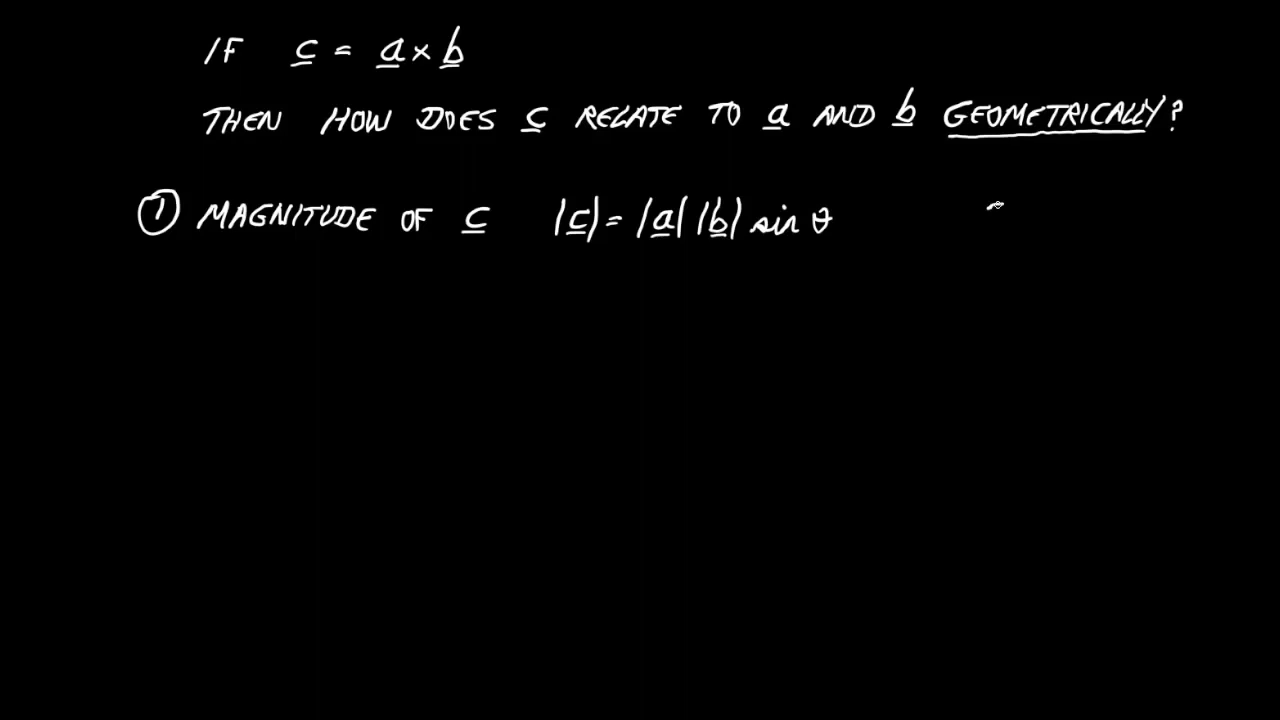 IF c = a × b
THEN HOW DOES c RELATE TO a AND b GEOMETRICALLY?
① MAGNITUDE OF c |c| = |a| |b| sin θ